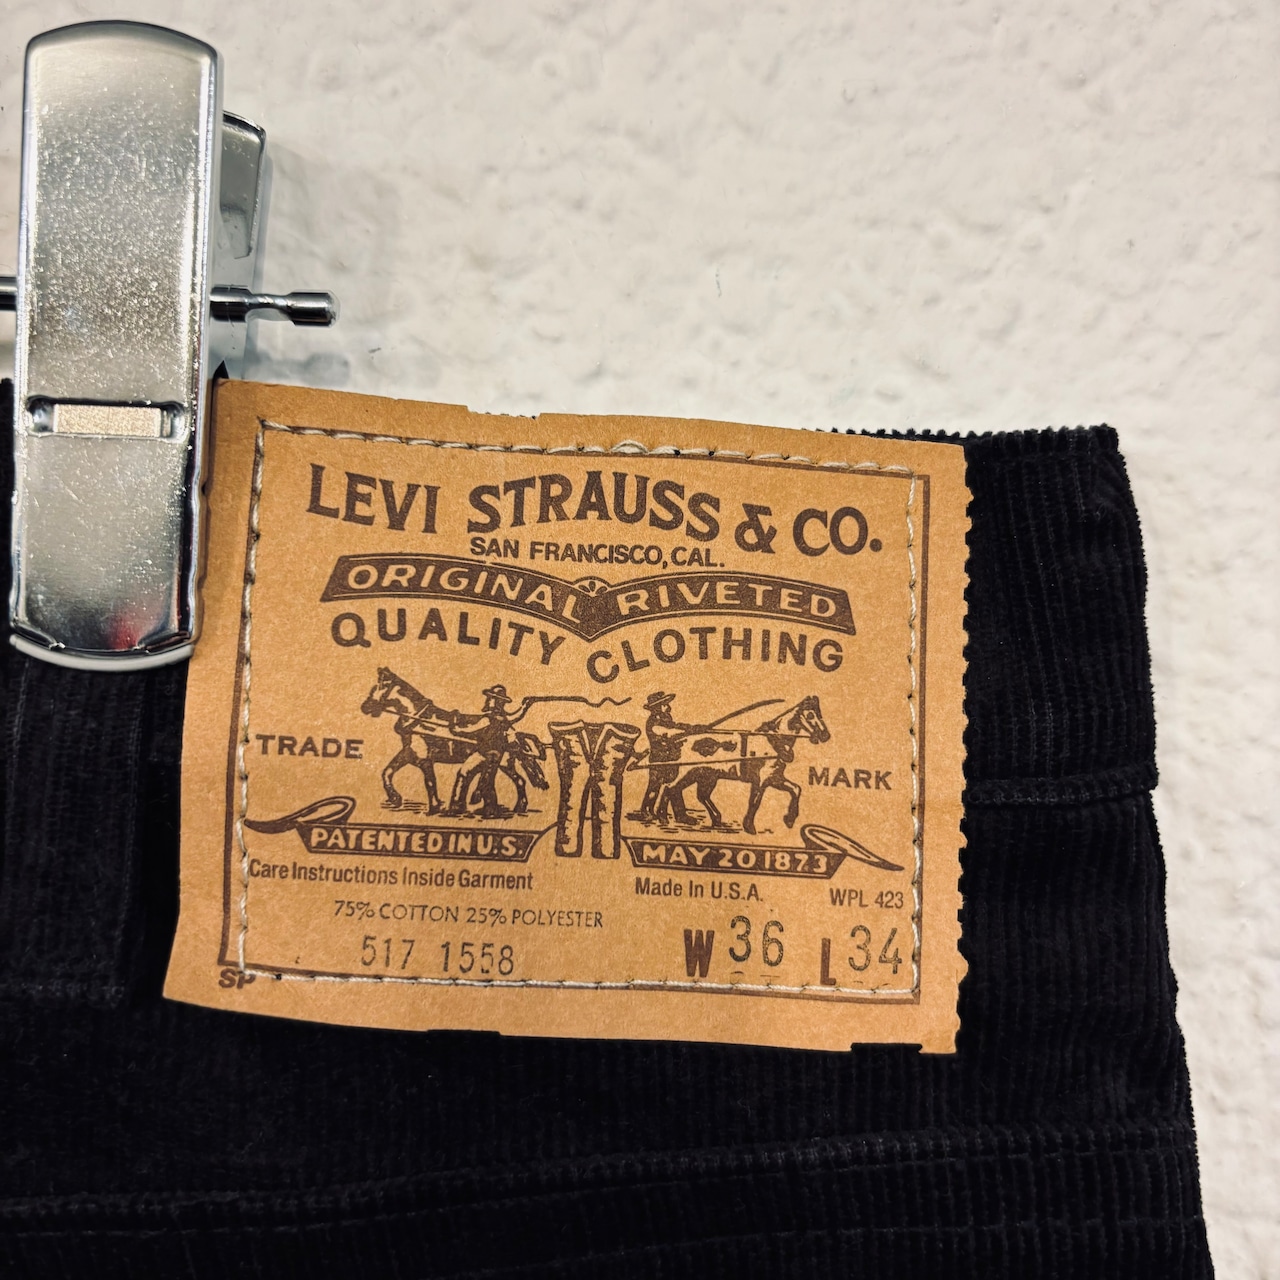 LEVI STRAUSS & CO.
SAN FRANCISCO, CAL.
ORIGINAL RIVETED
QUALITY CLOTHING
TRADE MARK
PATENTED IN U.S. MAY 20 1873
Care Instructions Inside Garment Made In U.S.A. WPL 423
75% COTTON 25% POLYESTER
517 1558 W 36 L 34
SP